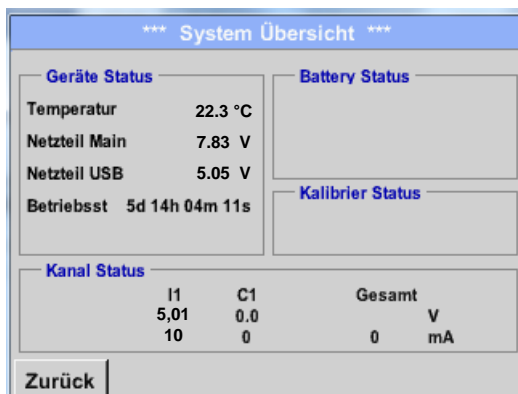 *** System Übersicht ***
Geräte Status
Temperatur 22.3 °C
Netzteil Main 7.83 V
Netzteil USB 5.05 V
Betriebsst 5d 14h 04m 11s
Battery Status
Kalibrier Status
Kanal Status
I1 C1 Gesamt
5,01 0.0 V
10 0 0 mA
Zurück